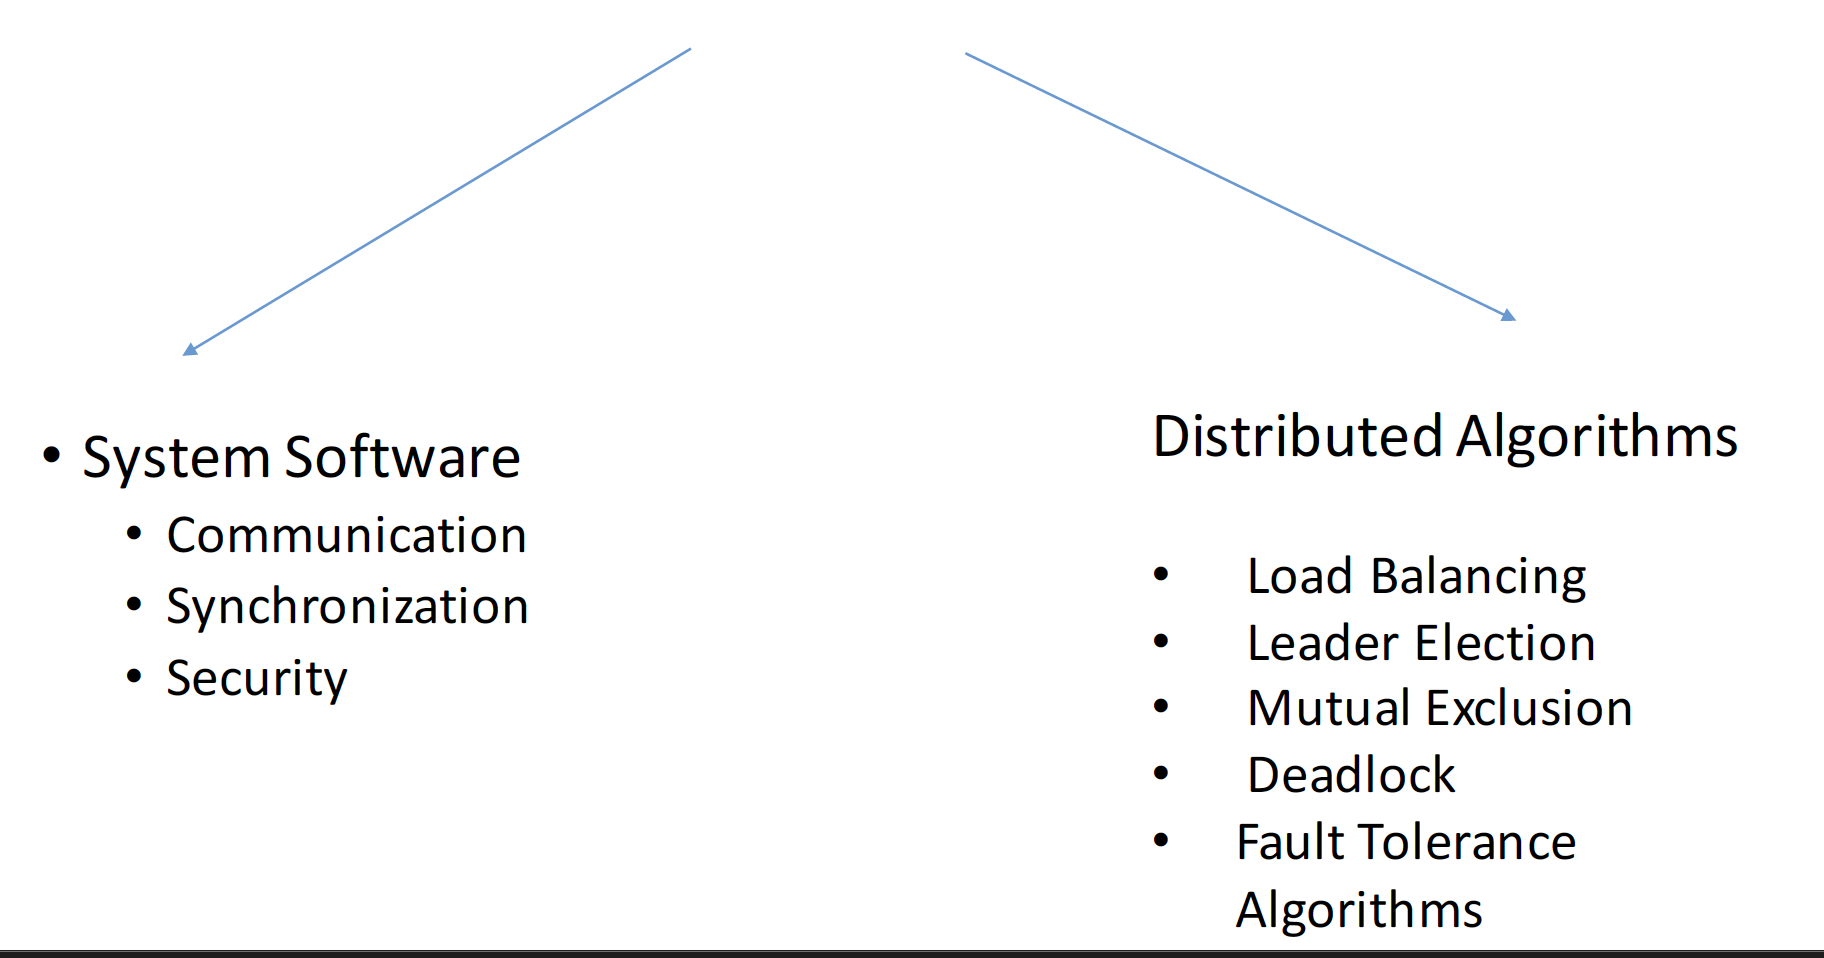 • System Software
• Communication
• Synchronization
• Security
Distributed Algorithms
• Load Balancing
• Leader Election
• Mutual Exclusion
• Deadlock
• Fault Tolerance
Algorithms